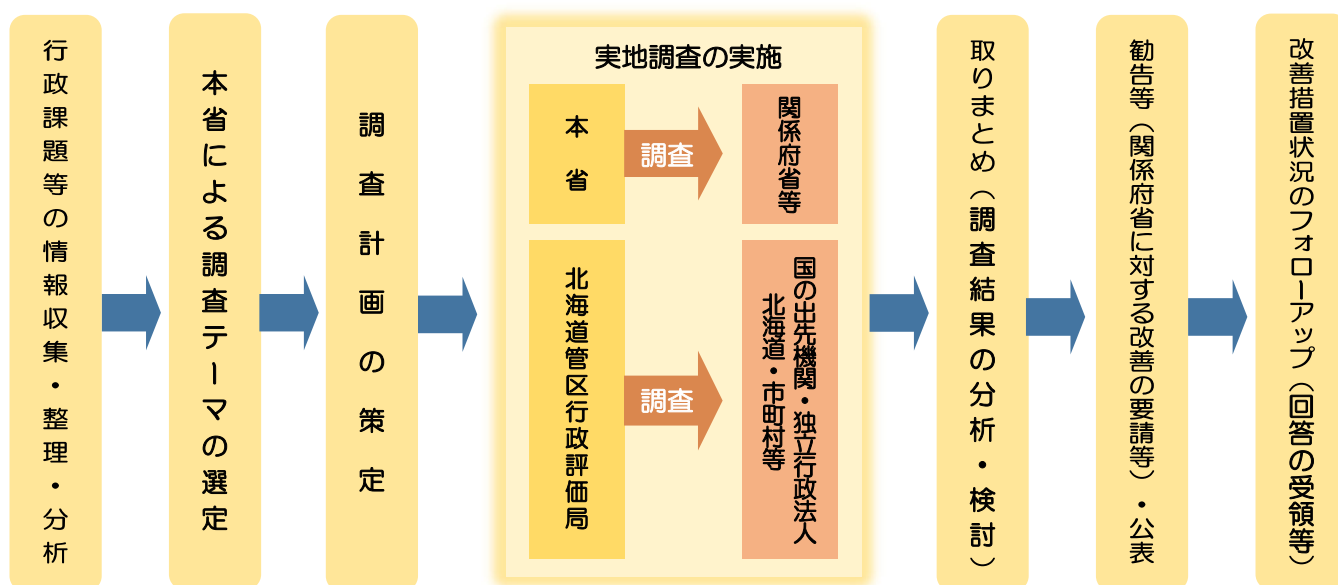 行政課題等の情報収集・整理・分析
本省による調査テーマの選定
調査計画の策定
実地調査の実施
本省
調査
関係府省等
北海道管区行政評価局
調査
国の出先機関・独立行政法人
北海道・市町村等
取りまとめ（調査結果の分析・検討）
勧告等（関係府省に対する改善の要請等）・公表
改善措置状況のフォローアップ（回答の受領等）